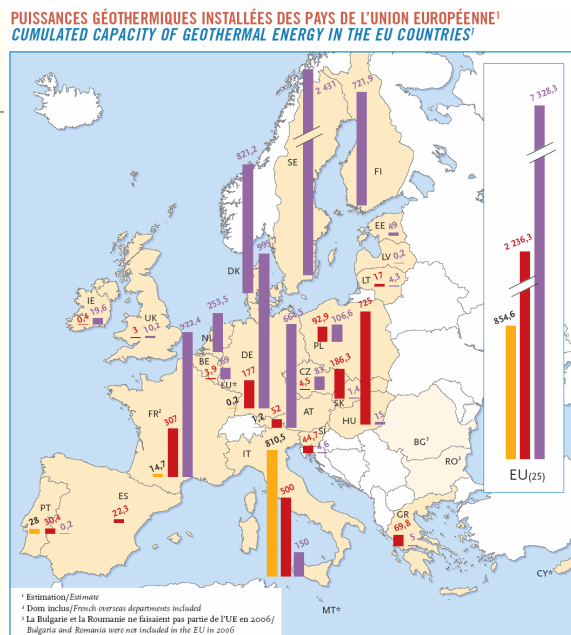 PUISSANCES GÉOTHERMIQUES INSTALLÉES DES PAYS DE L'UNION EUROPÉENNE¹
CUMULATED CAPACITY OF GEOTHERMAL ENERGY IN THE EU COUNTRIES¹
7 328,3
2 431
721,9
821,2
SE
FI
EE 49
LV 0,2
LT 17 4,3
2 236,3
995,
DK
725
854,6
IE 19,6
0,4
UK
3 10,2
922,4
253,5
NL
664,5
92,9 106,6
PL
BE 69
3,9
DE
177
CZ 83
4,5
186,3
SK 1,4
0,2
FR² 307
14,7
1,2 52
AT
HU 15
IT 810,5
44,7
SI
BG³
RO³
EU(25)
500
PT
28 30,4 0,2
ES
22,3
150
GR
69,8
5
CY*
MT*
¹ Estimation/Estimate
² Dom inclus/French overseas departments included
³ La Bulgarie et la Roumanie ne faisaient pas partie de l'UE en 2006/
Bulgaria and Romania were not included in the EU in 2006